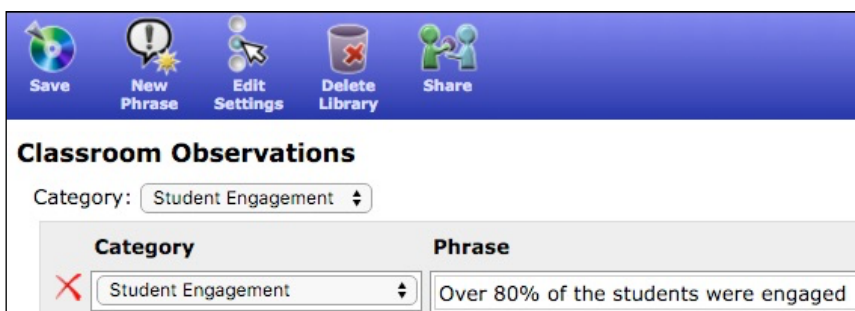 Save
New
Phrase
Edit
Settings
Delete
Library
Share
Classroom Observations
Category: Student Engagement
Category Phrase
Student Engagement Over 80% of the students were engaged